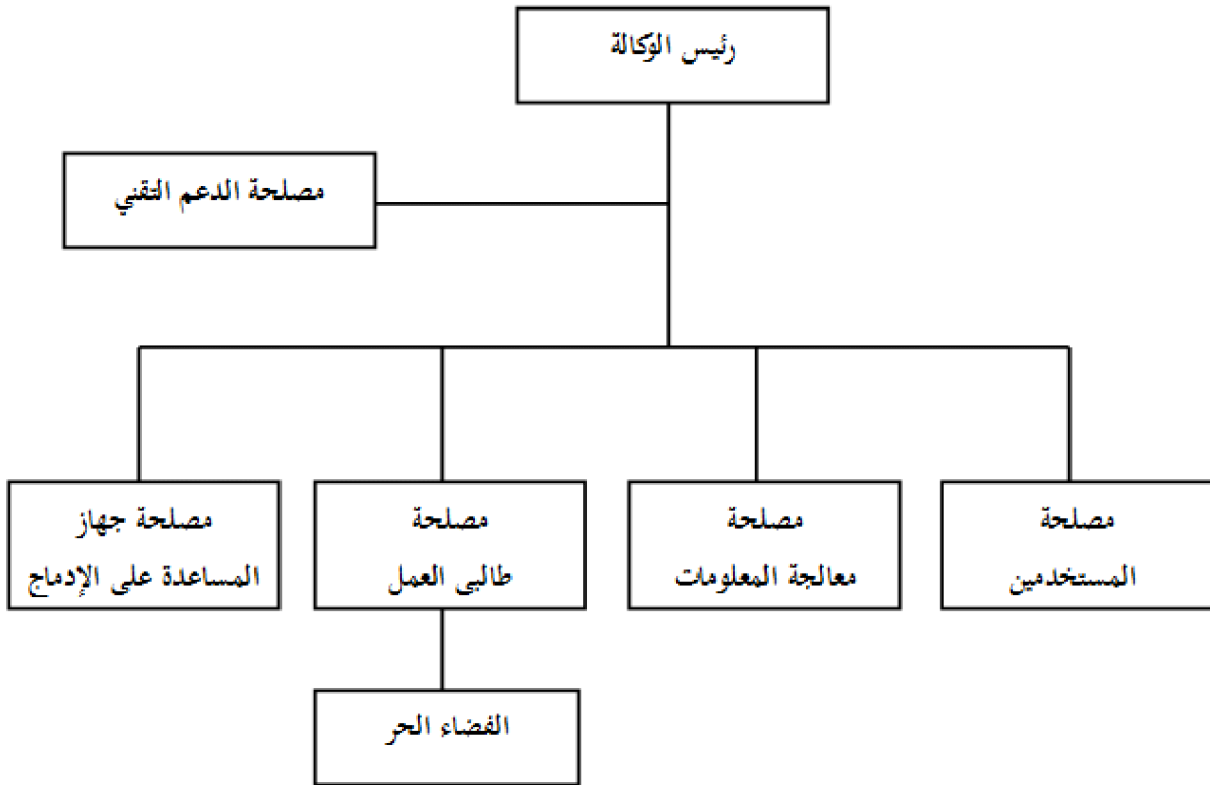 رئيس الوكالة
مصلحة الدعم التقني
مصلحة
المستخدمين
مصلحة
معالجة المعلومات
مصلحة
طالبى العمل
مصلحة جهاز
المساعدة على الإدماج
الفضاء الحر